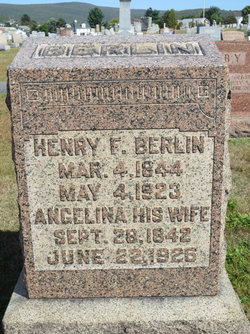 BERLIN
HENRY F. BERLIN
MAR. 4, 1844
MAY 4, 1923
ANGELINA HIS WIFE
SEPT. 28, 1842
JUNE 22, 1926